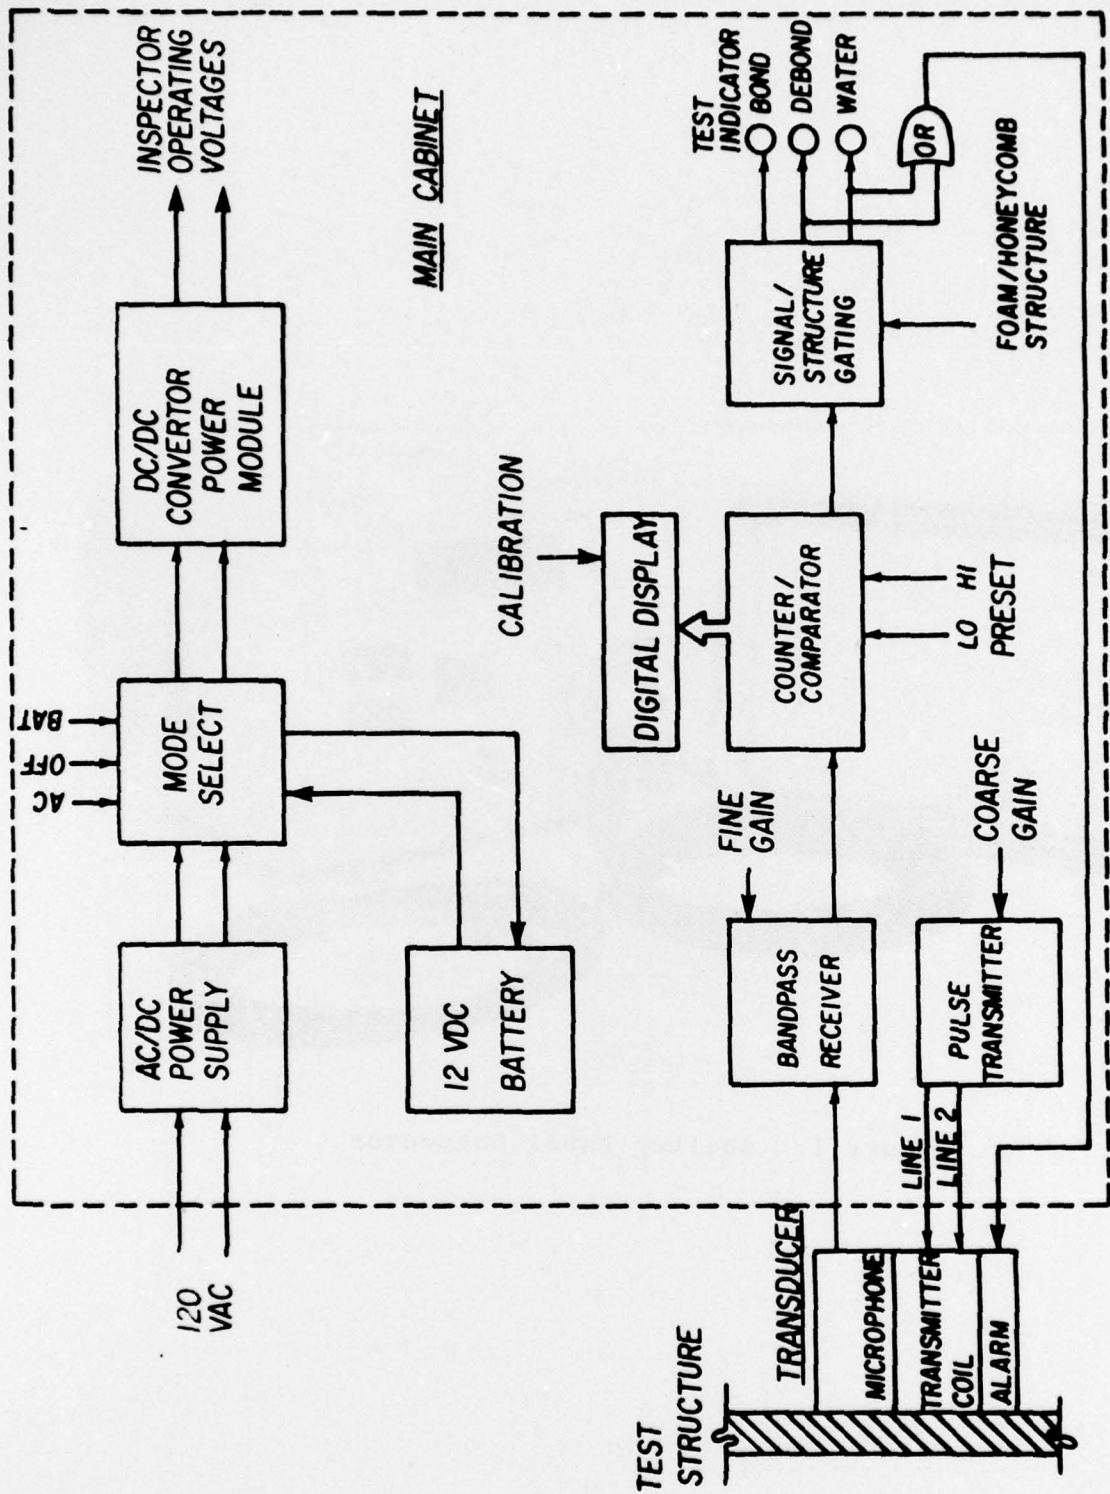 120
VAC
AC/DC
POWER
SUPPLY
AC
OFF
BAT
MODE
SELECT
DC/DC
CONVERTOR
POWER
MODULE
INSPECTOR
OPERATING
VOLTAGES
12 VDC
BATTERY
MAIN CABINET
CALIBRATION
DIGITAL DISPLAY
FINE
GAIN
BANDPASS
RECEIVER
COUNTER/
COMPARATOR
LO HI
PRESET
SIGNAL/
STRUCTURE
GATING
FOAM/HONEYCOMB
STRUCTURE
TEST
INDICATOR
BOND
DEBOND
WATER
OR
COARSE
GAIN
PULSE
TRANSMITTER
LINE 1
LINE 2
TEST
STRUCTURE
TRANSDUCER
MICROPHONE
TRANSMITTER
COIL
ALARM